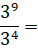 3⁹/3⁴ =